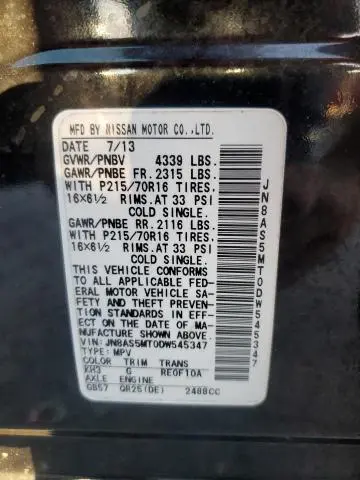 MFD BY NISSAN MOTOR CO.,LTD.
DATE 7/13
GVWR/PNBV 4339 LBS.
GAWR/PNBE FR. 2315 LBS.
WITH P215/70R16 TIRES.
16X6½ RIMS.AT 33 PSI
COLD SINGLE.
GAWR/PNBE RR. 2116 LBS.
WITH P215/70R16 TIRES.
16X6½ RIMS.AT 33 PSI
COLD SINGLE.
THIS VEHICLE CONFORMS
TO ALL APPLICABLE FED-
ERAL MOTOR VEHICLE SA-
FETY AND THEFT PREVEN-
TION STANDARDS IN EFF-
ECT ON THE DATE OF MA-
NUFACTURE SHOWN ABOVE.
VIN: JN8AS5MT0DW545347
TYPE: MPV
COLOR TRIM TRANS
KH3 G RE0F10A
AXLE ENGINE
GB57 QR25(DE) 2488CC
JN8AS5MT0DW545347